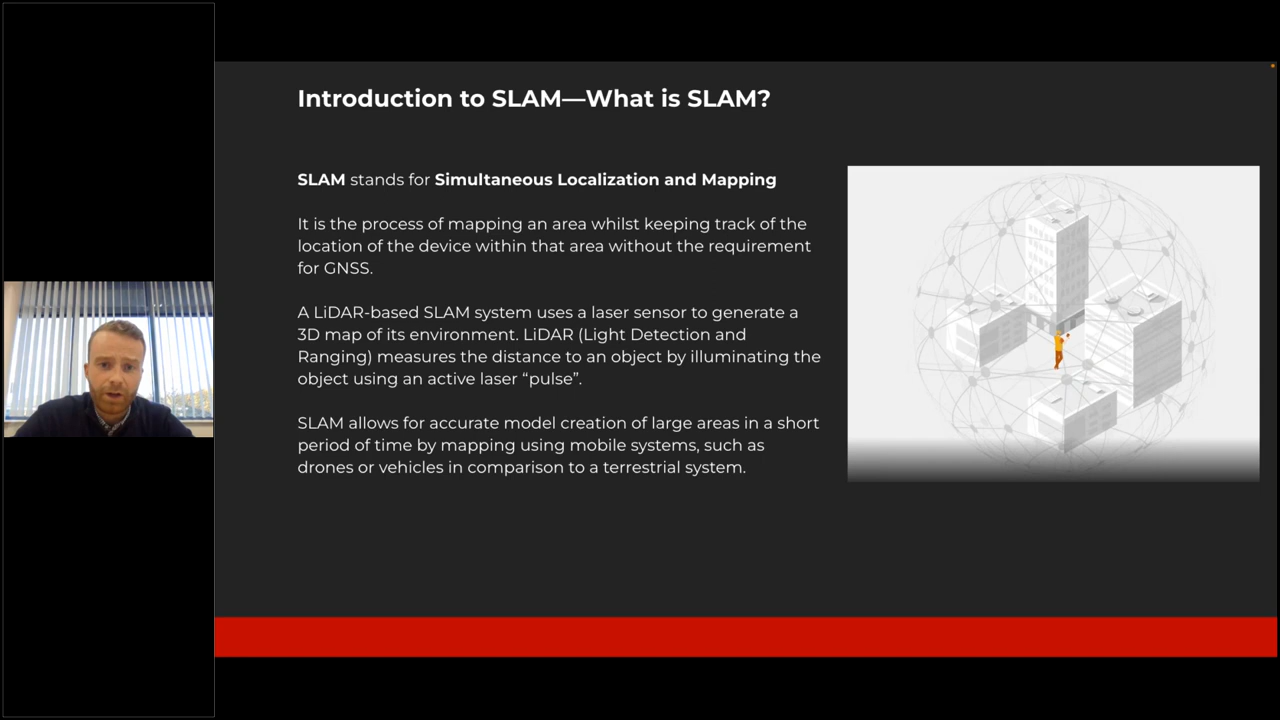 Introduction to SLAM—What is SLAM?
SLAM stands for Simultaneous Localization and Mapping
It is the process of mapping an area whilst keeping track of the
location of the device within that area without the requirement
for GNSS.
A LiDAR-based SLAM system uses a laser sensor to generate a
3D map of its environment. LiDAR (Light Detection and
Ranging) measures the distance to an object by illuminating the
object using an active laser “pulse”.
SLAM allows for accurate model creation of large areas in a short
period of time by mapping using mobile systems, such as
drones or vehicles in comparison to a terrestrial system.